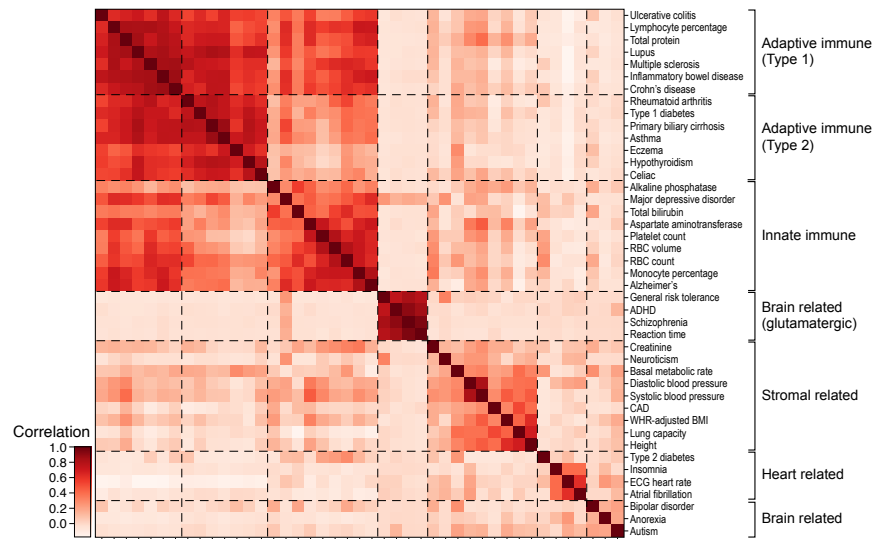 Ulcerative colitis
Lymphocyte percentage
Total protein
Lupus
Multiple sclerosis
Inflammatory bowel disease
Crohn's disease
Adaptive immune
(Type 1)
Rheumatoid arthritis
Type 1 diabetes
Primary biliary cirrhosis
Asthma
Eczema
Hypothyroidism
Celiac
Adaptive immune
(Type 2)
Alkaline phosphatase
Major depressive disorder
Total bilirubin
Aspartate aminotransferase
Platelet count
RBC volume
RBC count
Monocyte percentage
Alzheimer's
Innate immune
General risk tolerance
ADHD
Schizophrenia
Reaction time
Brain related
(glutamatergic)
Creatinine
Neuroticism
Basal metabolic rate
Diastolic blood pressure
Systolic blood pressure
CAD
WHR-adjusted BMI
Lung capacity
Height
Stromal related
Type 2 diabetes
Insomnia
ECG heart rate
Atrial fibrillation
Heart related
Bipolar disorder
Anorexia
Autism
Brain related
Correlation
1.0
0.8
0.6
0.4
0.2
0.0